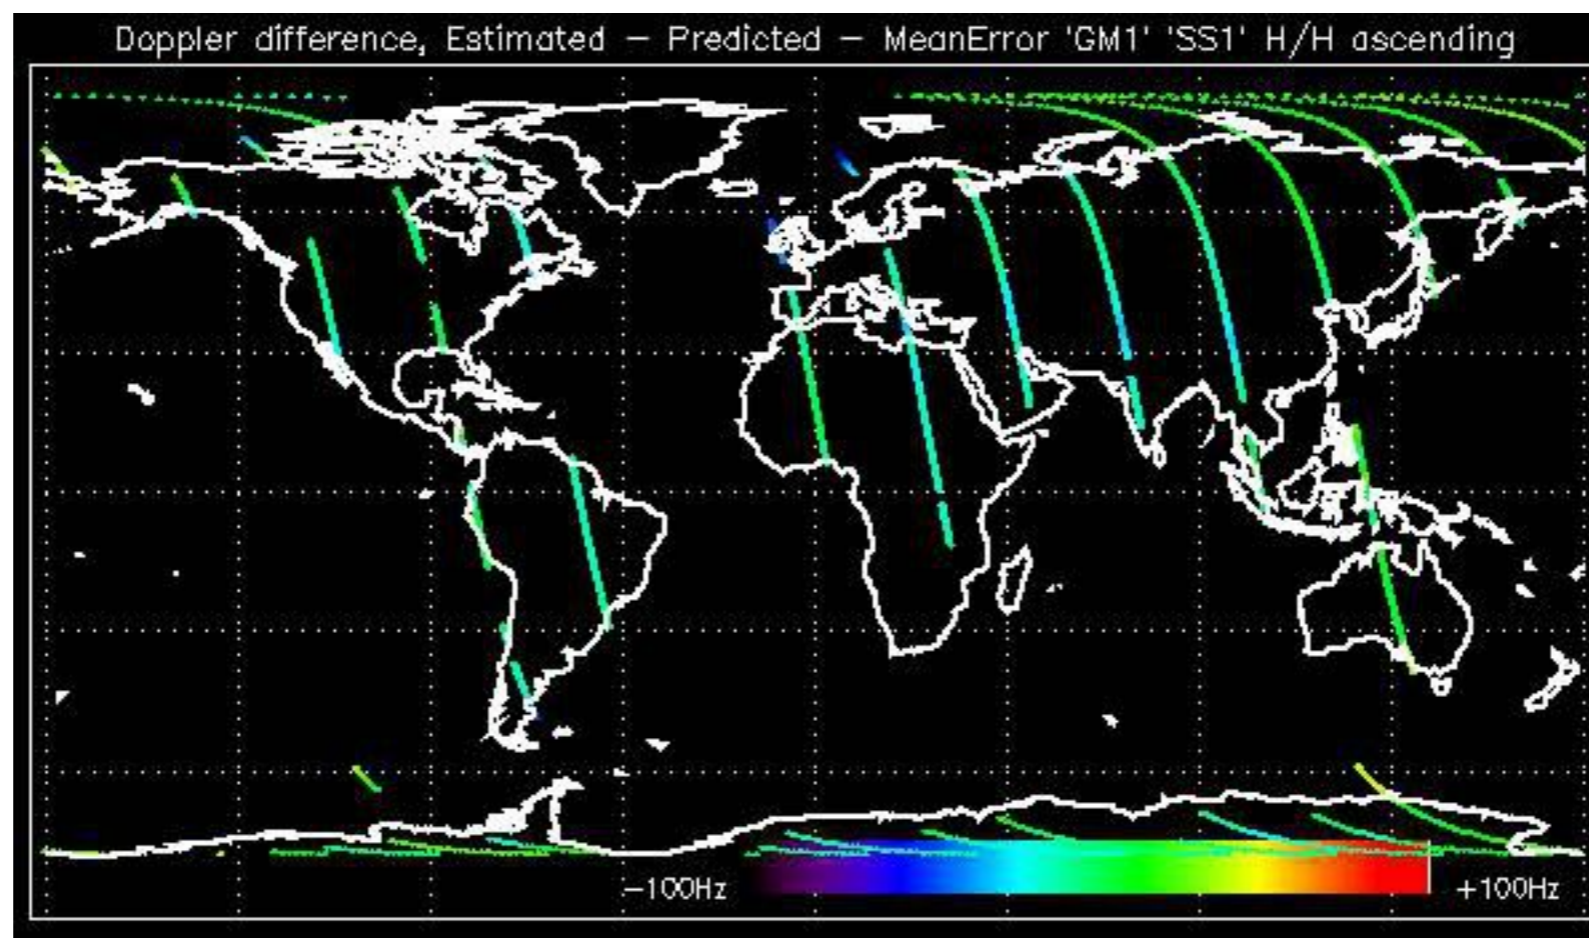 Doppler difference, Estimated – Predicted – MeanError 'GM1' 'SS1' H/H ascending
–100Hz
+100Hz